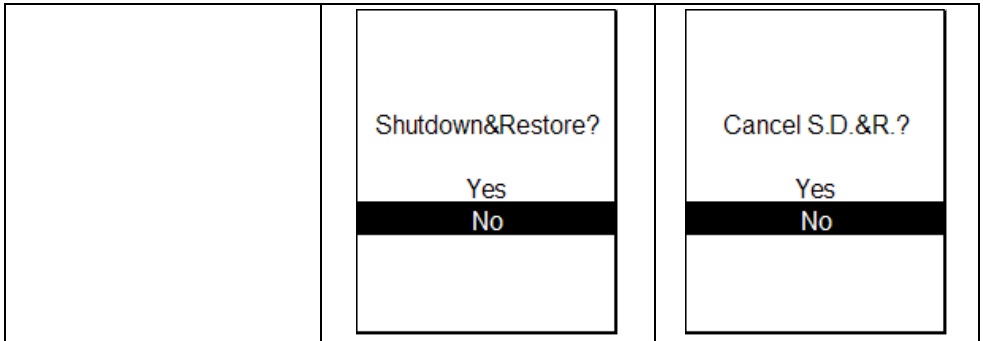 Shutdown&Restore?
Yes
No
Cancel S.D.&R.?
Yes
No